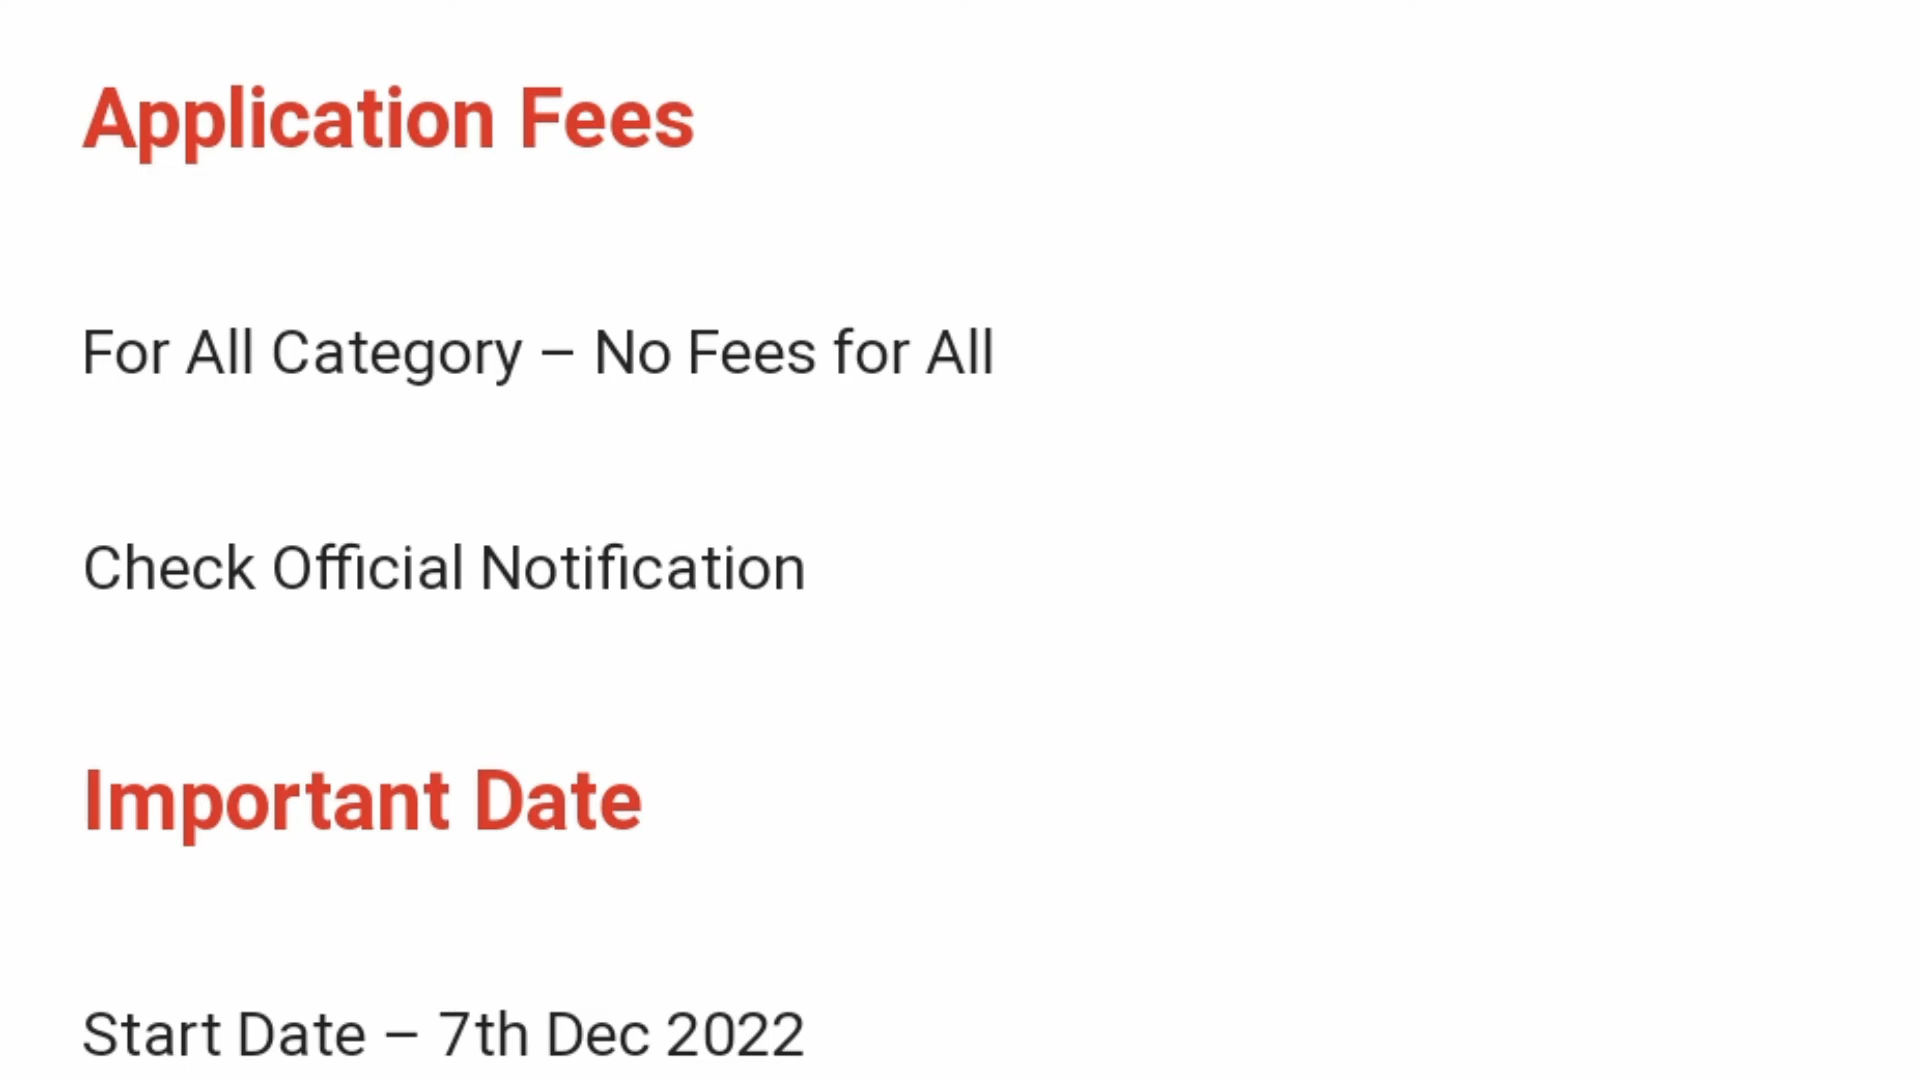 Application Fees
For All Category – No Fees for All
Check Official Notification
Important Date
Start Date – 7th Dec 2022